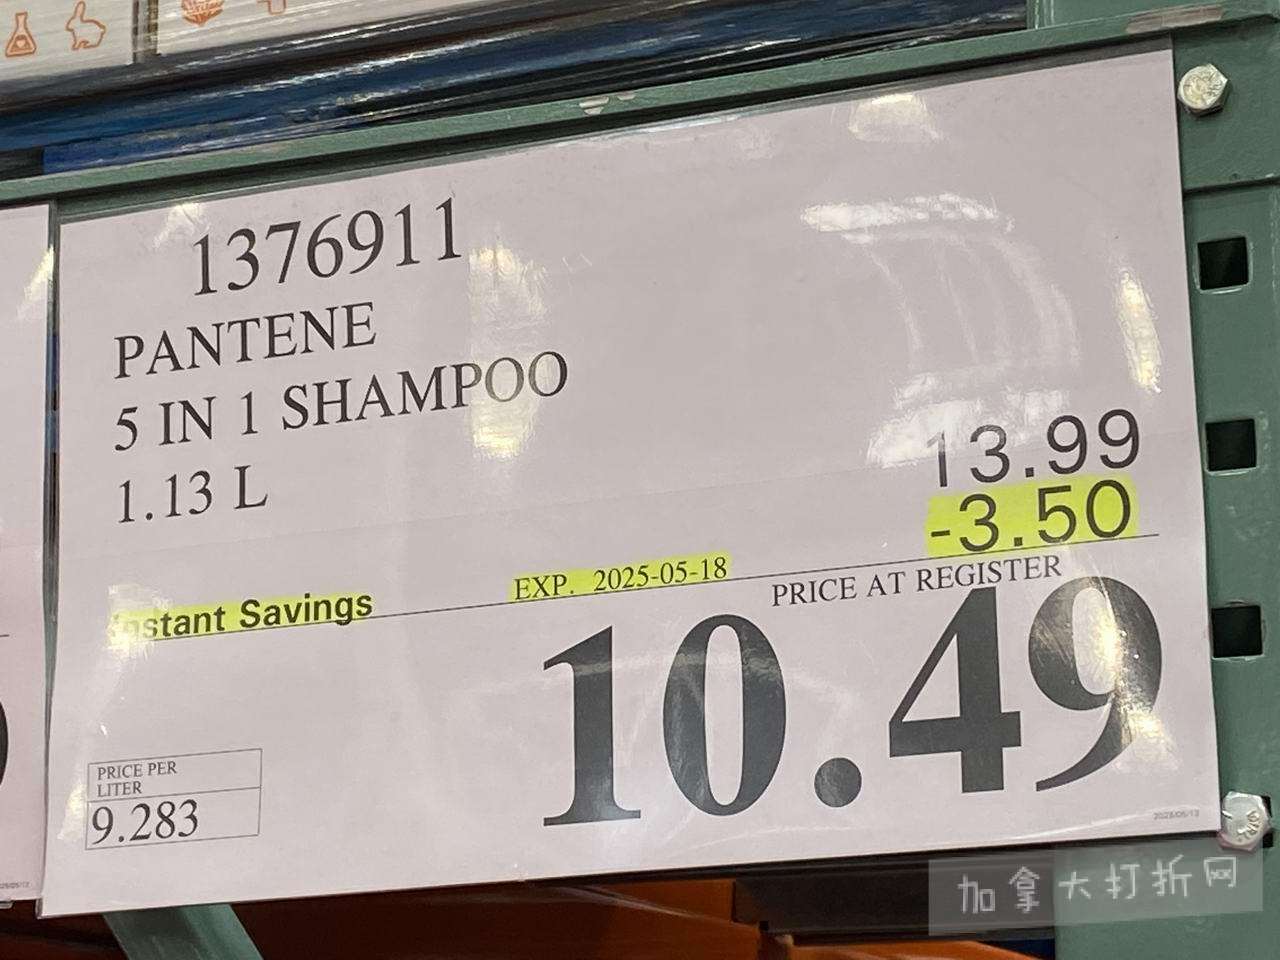 1376911
PANTENE
5 IN 1 SHAMPOO
1.13 L
13.99
-3.50
Instant Savings
EXP. 2025-05-18
PRICE AT REGISTER
10.49
PRICE PER
LITER
9.283
加拿大打折网